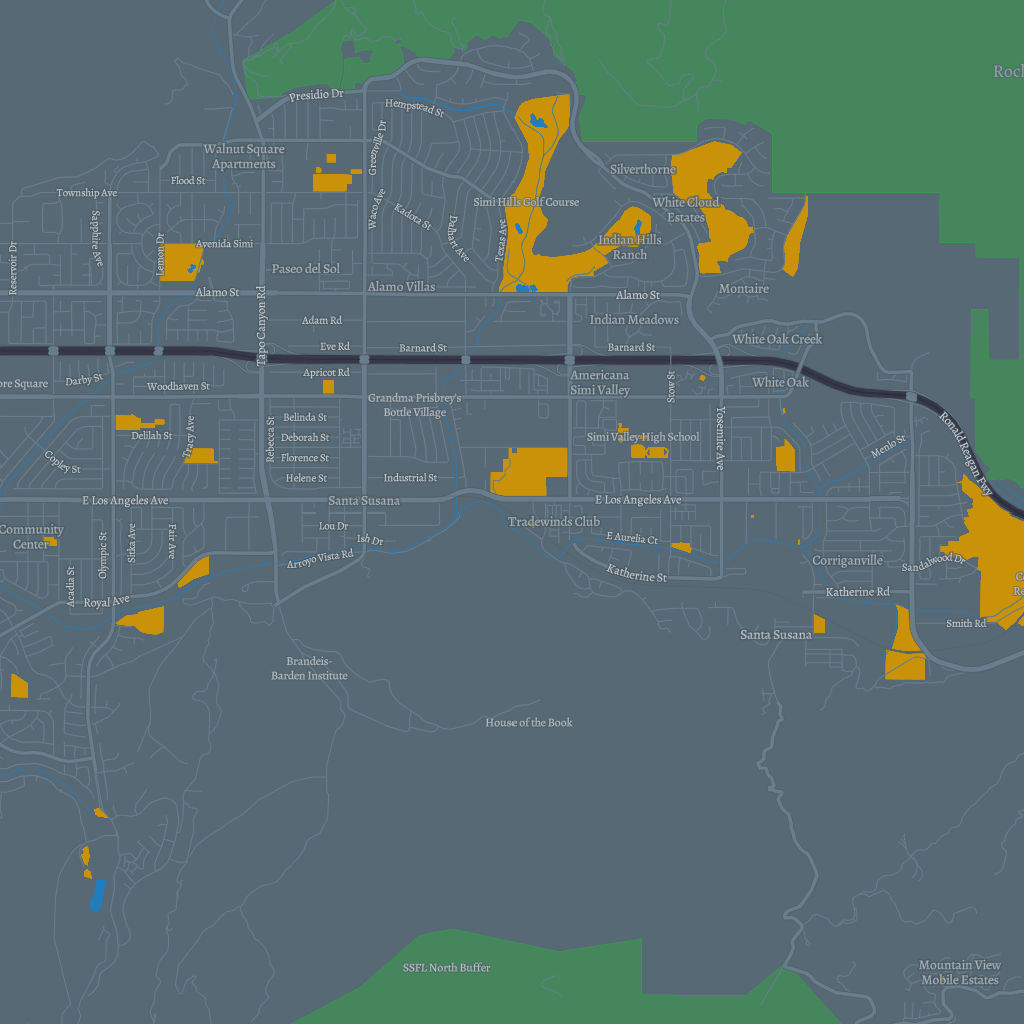 Roc
Presidio Dr
Hempstead St
Greenville Dr
Walnut Square
Apartments
Silverthorne
Flood St
Township Ave
Waco Ave
Simi Hills Golf Course
White Cloud
Estates
Kadota St
Dalhart Ave
Texas Ave
Sapphire Ave
Lemon Dr
Avenida Simi
Indian Hills
Ranch
Reservoir Dr
Paseo del Sol
Alamo Villas
Montaire
Alamo St
Alamo St
Tapo Canyon Rd
Adam Rd
Indian Meadows
White Oak Creek
Eve Rd
Barnard St
Barnard St
Apricot Rd
Darby St
ore Square
Woodhaven St
Americana
Simi Valley
Stow St
White Oak
Grandma Prisbrey's
Bottle Village
Belinda St
Rebecca St
Deborah St
Delilah St
Tracy Ave
Simi Valley High School
Yosemite Ave
Menlo St
Ronald Reagan Fwy
Copley St
Florence St
Helene St
Industrial St
E Los Angeles Ave
Santa Susana
E Los Angeles Ave
Tradewinds Club
Community
Center
Olympic St
Sitka Ave
Fair Ave
Lou Dr
Ish Dr
E Aurelia Ct
Arroyo Vista Rd
Corriganville
Sandalwood Dr
Acacia St
Katherine St
Royal Ave
Katherine Rd
Smith Rd
Santa Susana
Brandeis-
Barden Institute
House of the Book
SSFL North Buffer
Mountain View
Mobile Estates